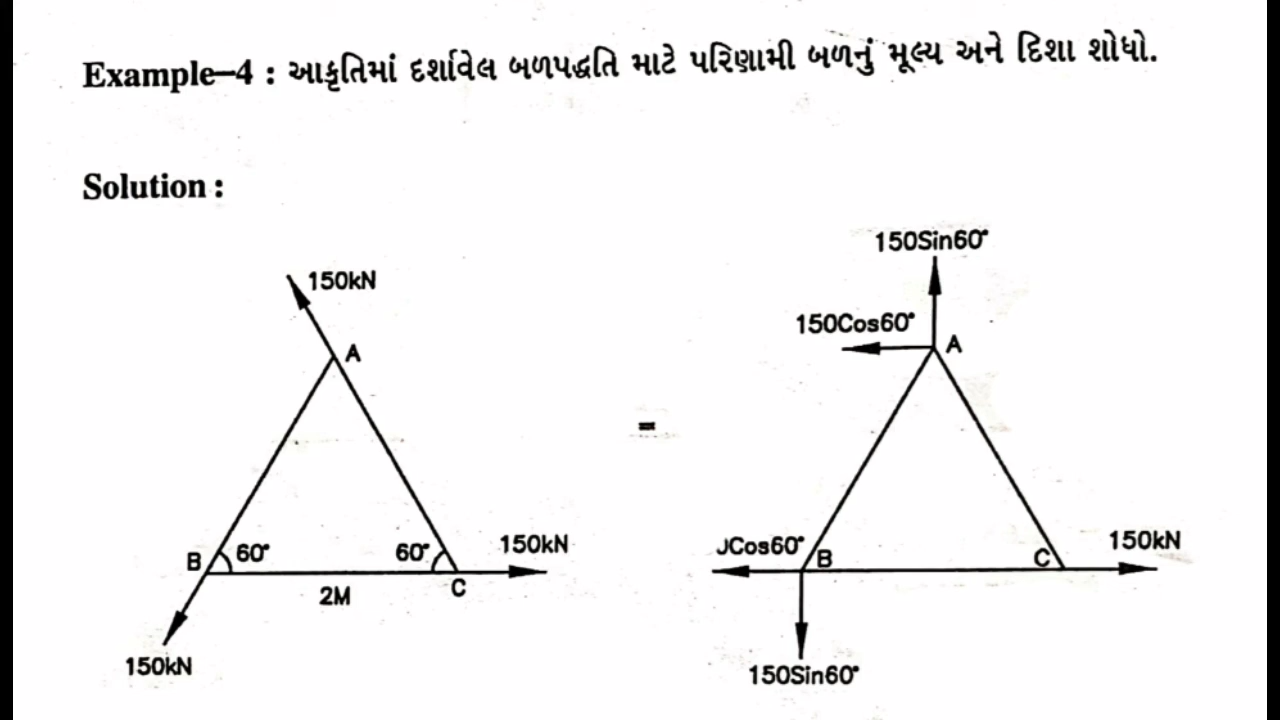 Example–4 : આકૃતિમાં દર્શાવેલ બળપદ્ધતિ માટે પરિણામી બળનું મૂલ્ય અને દિશા શોધો.
Solution :
150Sin60°
150kN
150Cos60°
A
A
=
B 60° 60° 150kN
C
2M
150kN
JCos60° B C 150kN
150Sin60°